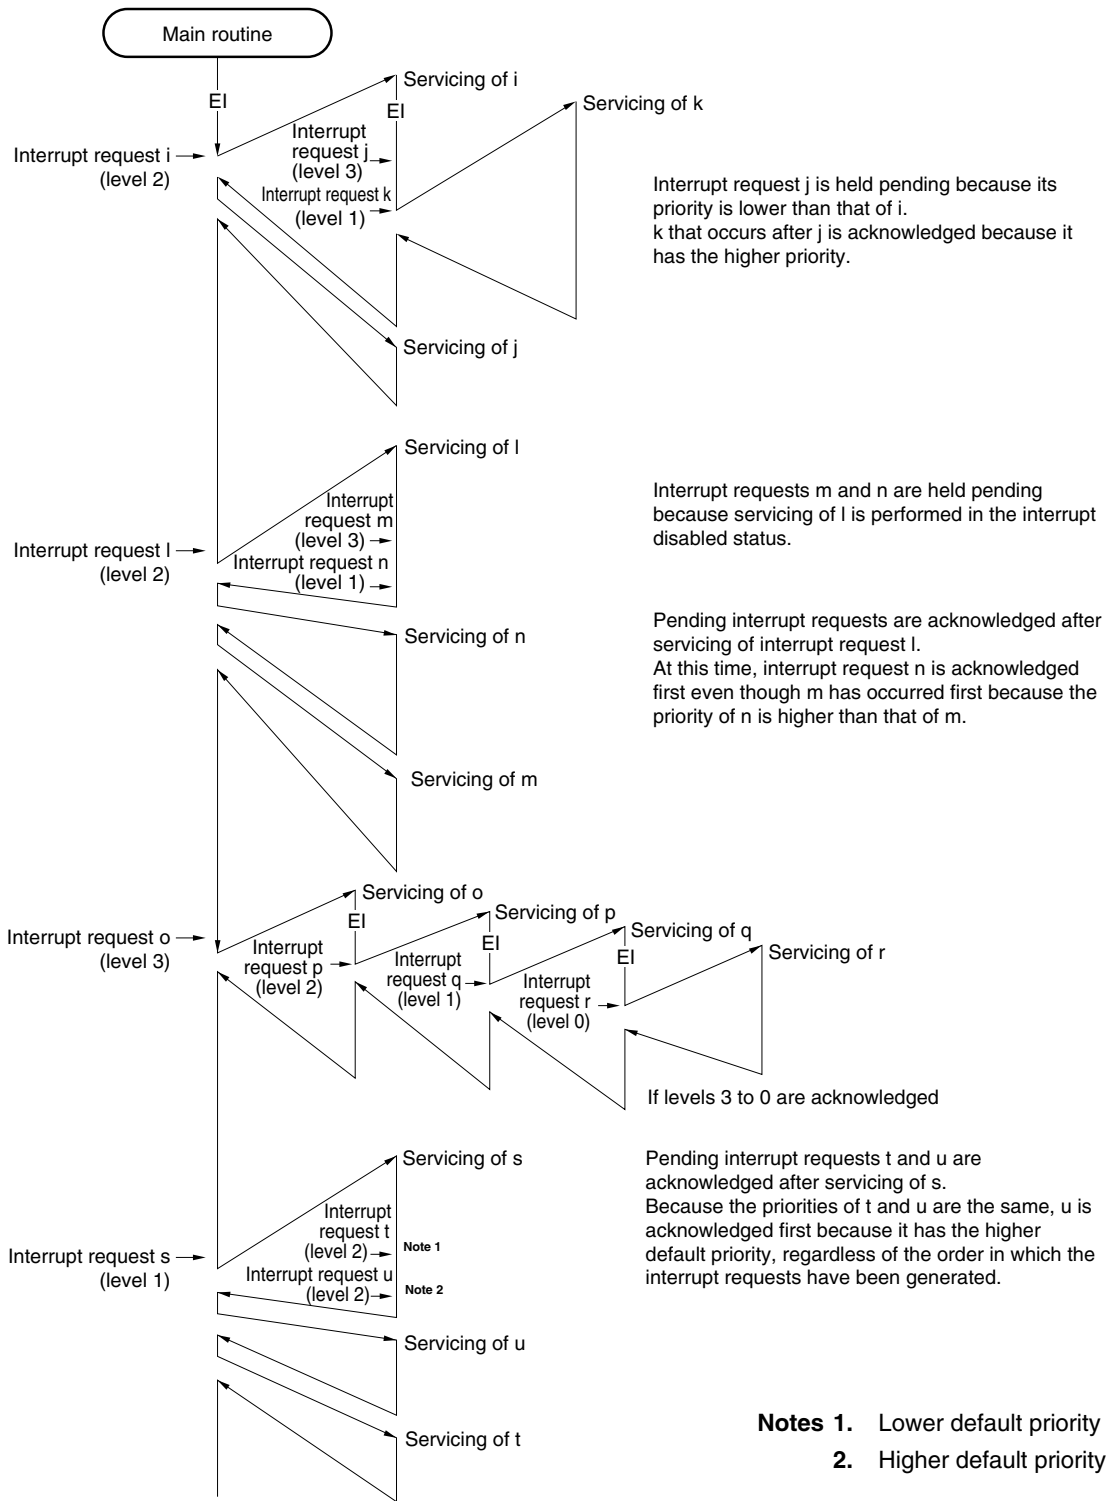 Main routine
Servicing of i
EI
EI
Servicing of k
Interrupt
request j
(level 3)
Interrupt request i
(level 2)
Interrupt request k
(level 1)
Interrupt request j is held pending because its
priority is lower than that of i.
k that occurs after j is acknowledged because it
has the higher priority.
Servicing of j
Servicing of l
Interrupt
request m
(level 3)
Interrupt request l
(level 2)
Interrupt request n
(level 1)
Interrupt requests m and n are held pending
because servicing of l is performed in the interrupt
disabled status.
Servicing of n
Pending interrupt requests are acknowledged after
servicing of interrupt request l.
At this time, interrupt request n is acknowledged
first even though m has occurred first because the
priority of n is higher than that of m.
Servicing of m
Servicing of o
EI
Servicing of p
EI
Servicing of q
EI
Servicing of r
Interrupt request o
(level 3)
Interrupt
request p
(level 2)
Interrupt
request q
(level 1)
Interrupt
request r
(level 0)
If levels 3 to 0 are acknowledged
Servicing of s
Interrupt
request t
(level 2)
Note 1
Interrupt request s
(level 1)
Interrupt request u
(level 2)
Note 2
Pending interrupt requests t and u are
acknowledged after servicing of s.
Because the priorities of t and u are the same, u is
acknowledged first because it has the higher
default priority, regardless of the order in which the
interrupt requests have been generated.
Servicing of u
Servicing of t
Notes 1. Lower default priority
2. Higher default priority